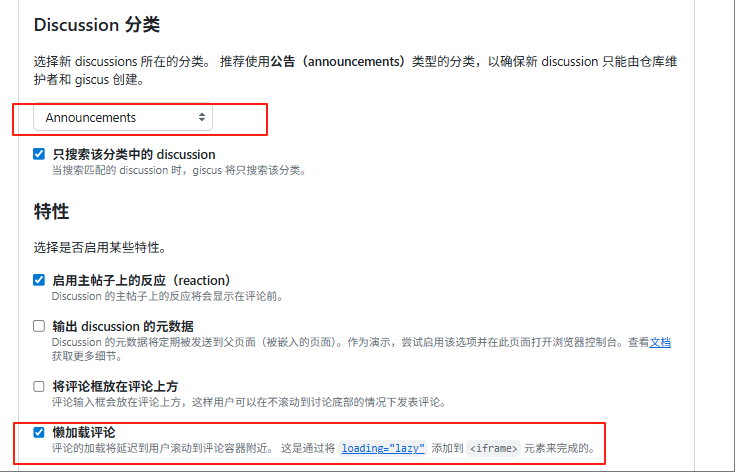 Discussion 分类
选择新 discussions 所在的分类。 推荐使用公告（announcements）类型的分类，以确保新 discussion 只能由仓库维
护者和 giscus 创建。
Announcements
只搜索该分类中的 discussion
当搜索匹配的 discussion 时，giscus 将只搜索该分类。
特性
选择是否启用某些特性。
启用主帖子上的反应（reaction）
Discussion 的主帖子上的反应将会显示在评论前。
输出 discussion 的元数据
Discussion 的元数据将定期被发送到父页面（被嵌入的页面）。作为演示，尝试启用该选项并在此页面打开浏览器控制台。查看文档
获取更多细节。
将评论框放在评论上方
评论输入框会放在评论上方，这样用户可以在不滚动到讨论底部的情况下发表评论。
懒加载评论
评论的加载将延迟到用户滚动到评论容器附近。 这是通过将 loading="lazy" 添加到 <iframe> 元素来完成的。